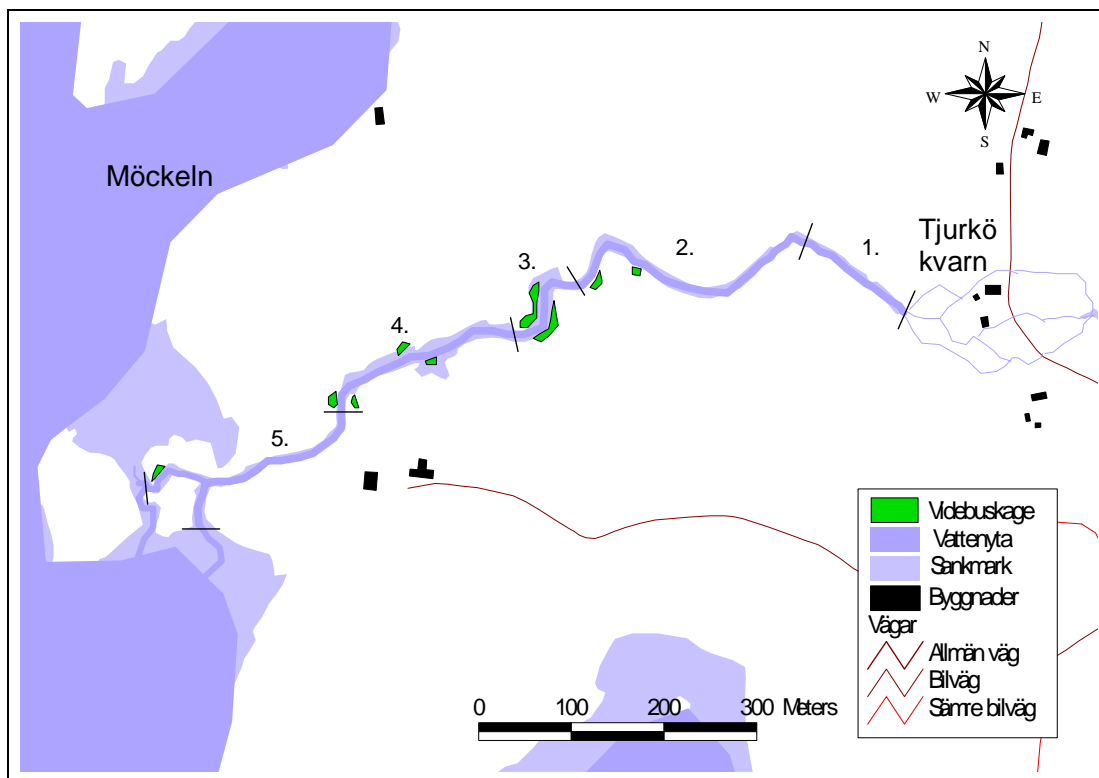 N
W E
S
Möckeln
Tjurkö
kvarn
1.
2.
3.
4.
5.
Videbuskage
Vattenyta
Sankmark
Byggnader
Vägar
Allmän väg
Bilväg
Sämre bilväg
0 100 200 300 Meters